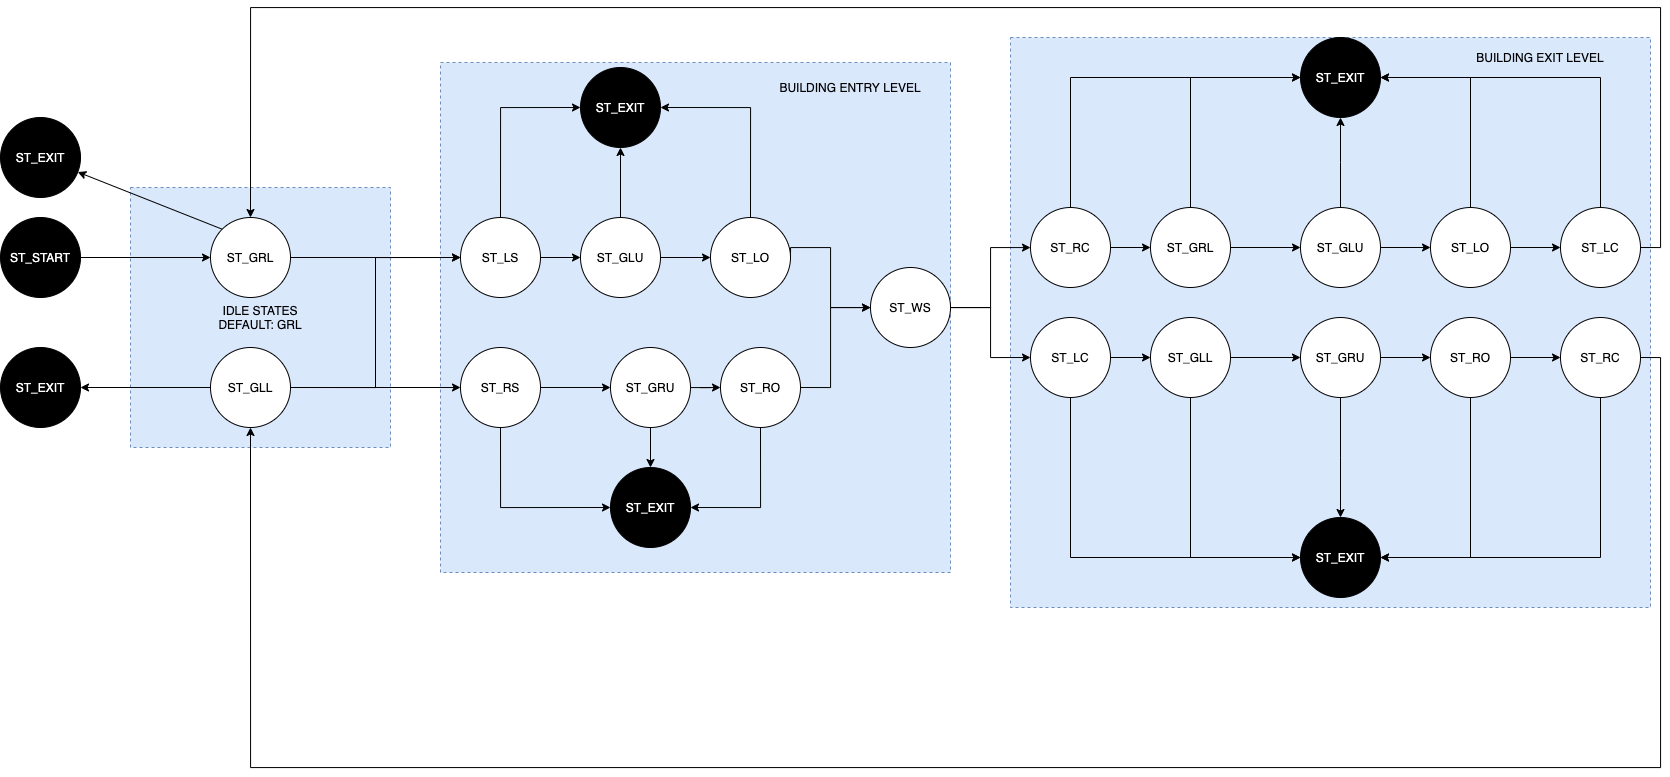 BUILDING EXIT LEVEL
ST_EXIT
BUILDING ENTRY LEVEL
ST_EXIT
ST_EXIT
ST_START
ST_GRL
ST_LS
ST_GLU
ST_LO
ST_RC
ST_GRL
ST_GLU
ST_LO
ST_LC
IDLE STATES
DEFAULT: GRL
ST_WS
ST_EXIT
ST_GLL
ST_RS
ST_GRU
ST_RO
ST_LC
ST_GLL
ST_GRU
ST_RO
ST_RC
ST_EXIT
ST_EXIT